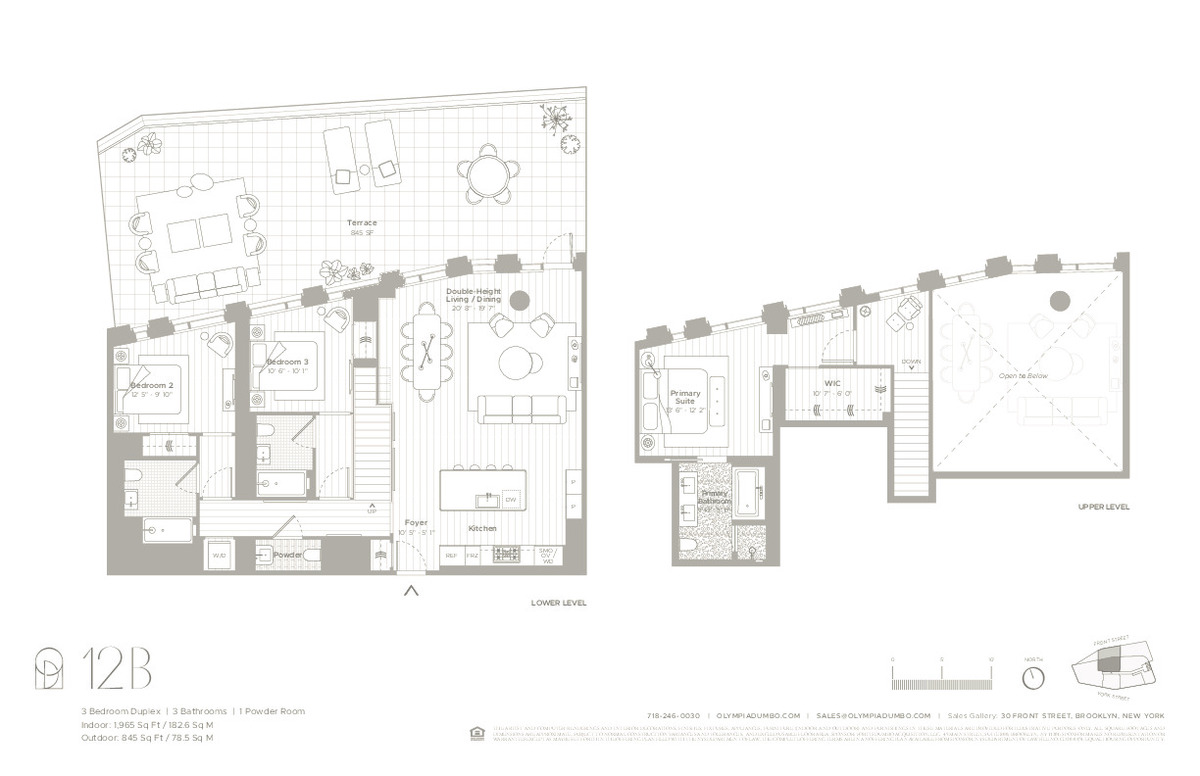 Terrace
845 SF
Double-Height
Living / Dining
20' 8" · 19' 7"
Bedroom 2
12' 5" · 9' 10"
Bedroom 3
10' 6" · 10' 1"
UP
Foyer
10' 5" · 5' 1"
Kitchen
DW
P
P
W/D
Powder
REF
FRZ
SMO/
OV/
WD
LOWER LEVEL
Primary
Suite
13' 6" · 12' 2"
WIC
10' 7" · 6' 0"
DOWN
Open to Below
Primary
Bathroom
UPPER LEVEL
12B
3 Bedroom Duplex | 3 Bathrooms | 1 Powder Room
Indoor: 1,965 Sq Ft / 182.6 Sq M
Outdoor: 845 Sq Ft / 78.5 Sq M
0
5
10
NORTH
FRONT STREET
YORK STREET
718-246-0030 | OLYMPIADUMBO.COM | SALES@OLYMPIADUMBO.COM | Sales Gallery: 30 FRONT STREET, BROOKLYN, NEW YORK